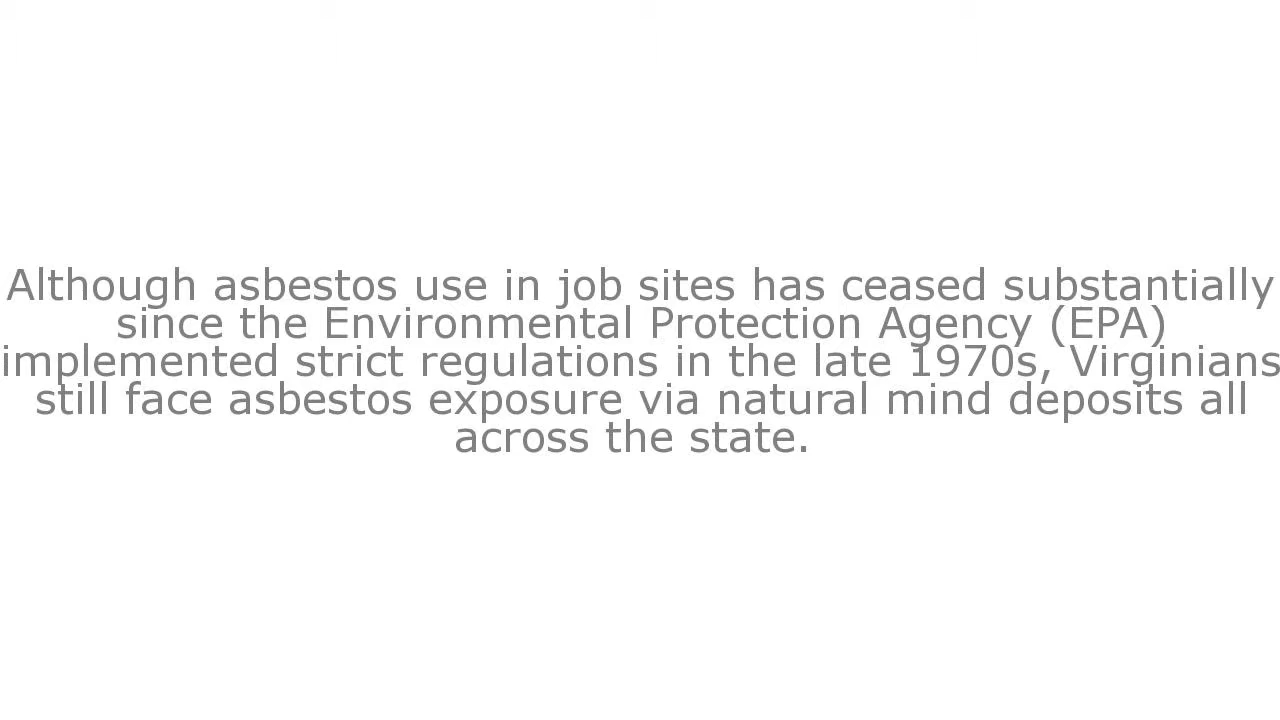 Although asbestos use in job sites has ceased substantially
since the Environmental Protection Agency (EPA)
implemented strict regulations in the late 1970s, Virginians
still face asbestos exposure via natural mind deposits all
across the state.